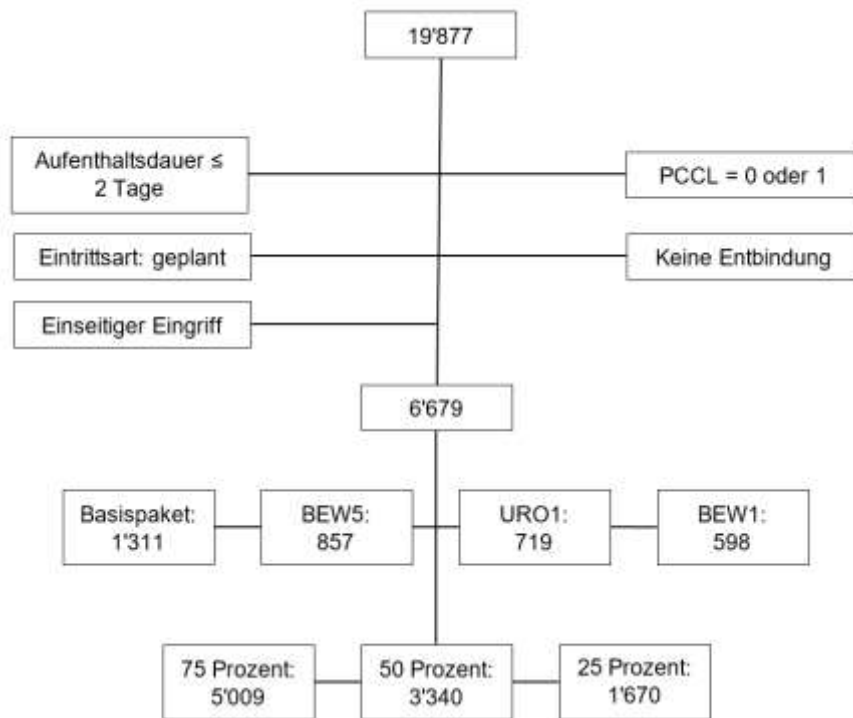 19'877
Aufenthaltsdauer ≤
2 Tage
PCCL = 0 oder 1
Eintrittsart: geplant
Keine Entbindung
Einseitiger Eingriff
6'679
Basispaket:
1'311
BEW5:
857
URO1:
719
BEW1:
598
75 Prozent:
5'009
50 Prozent:
3'340
25 Prozent:
1'670